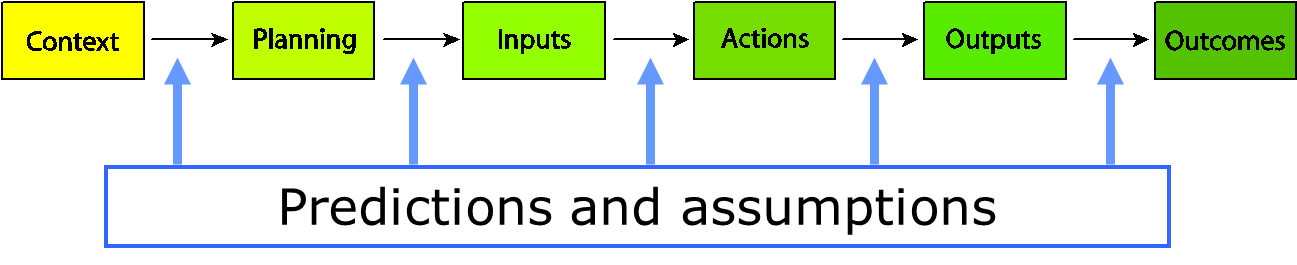 Context
Planning
Inputs
Actions
Outputs
Outcomes
Predictions and assumptions